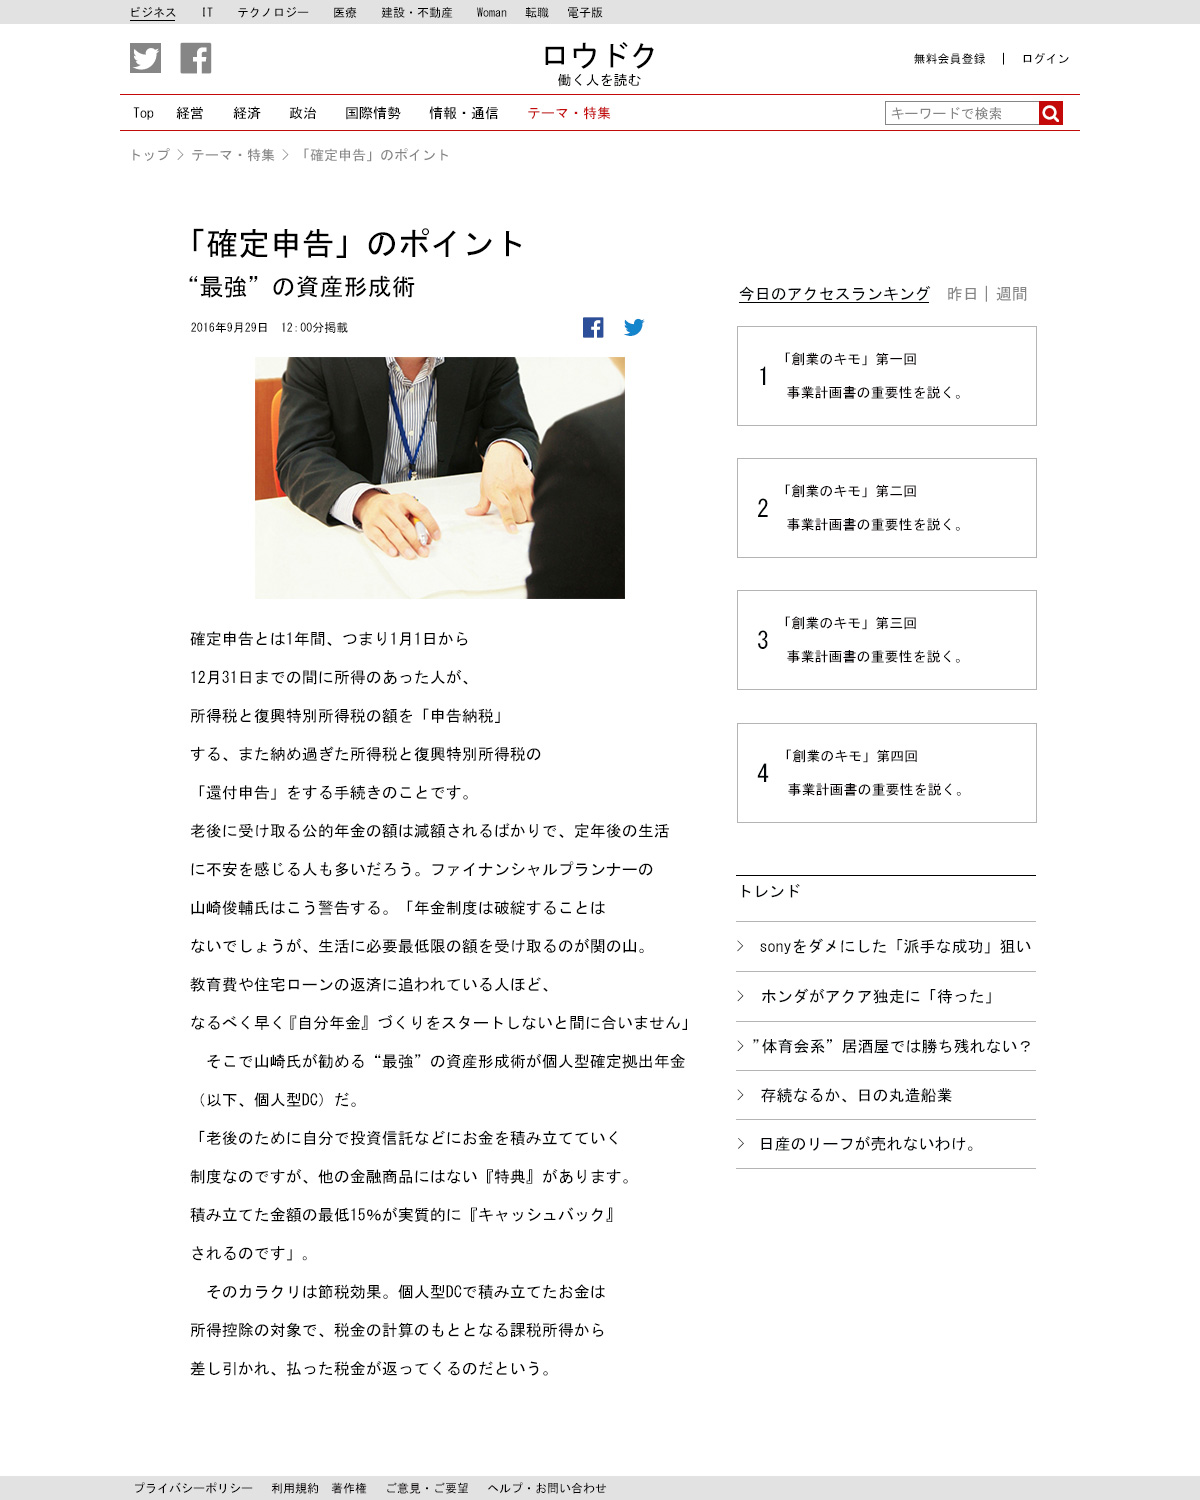 ビジネス IT テクノロジー 医療 建設・不動産 Woman 転職 電子版
ロウドク
働く人を読む
無料会員登録 | ログイン
Top 経営 経済 政治 国際情勢 情報・通信 テーマ・特集
キーワードで検索
トップ > テーマ・特集 > 「確定申告」のポイント
「確定申告」のポイント
“最強”の資産形成術
2016年9月29日 12:00分掲載
確定申告とは1年間、つまり1月1日から
12月31日までの間に所得のあった人が、
所得税と復興特別所得税の額を「申告納税」
する、また納め過ぎた所得税と復興特別所得税の
「還付申告」をする手続きのことです。
老後に受け取る公的年金の額は減額されるばかりで、定年後の生活
に不安を感じる人も多いだろう。ファイナンシャルプランナーの
山崎俊輔氏はこう警告する。「年金制度は破綻することは
ないでしょうが、生活に必要最低限の額を受け取るのが関の山。
教育費や住宅ローンの返済に追われている人ほど、
なるべく早く『自分年金』づくりをスタートしないと間に合いません」
そこで山崎氏が勧める“最強”の資産形成術が個人型確定拠出年金
（以下、個人型DC）だ。
「老後のために自分で投資信託などにお金を積み立てていく
制度なのですが、他の金融商品にはない『特典』があります。
積み立てた金額の最低15%が実質的に『キャッシュバック』
されるのです」。
そのカラクリは節税効果。個人型DCで積み立てたお金は
所得控除の対象で、税金の計算のもととなる課税所得から
差し引かれ、払った税金が返ってくるのだという。
今日のアクセスランキング 昨日 | 週間
1
「創業のキモ」第一回
事業計画書の重要性を説く。
2
「創業のキモ」第二回
事業計画書の重要性を説く。
3
「創業のキモ」第三回
事業計画書の重要性を説く。
4
「創業のキモ」第四回
事業計画書の重要性を説く。
トレンド
> sonyをダメにした「派手な成功」狙い
> ホンダがアクア独走に「待った」
> ”体育会系”居酒屋では勝ち残れない？
> 存続なるか、日の丸造船業
> 日産のリーフが売れないわけ。
プライバシーポリシー 利用規約 著作権 ご意見・ご要望 ヘルプ・お問い合わせ